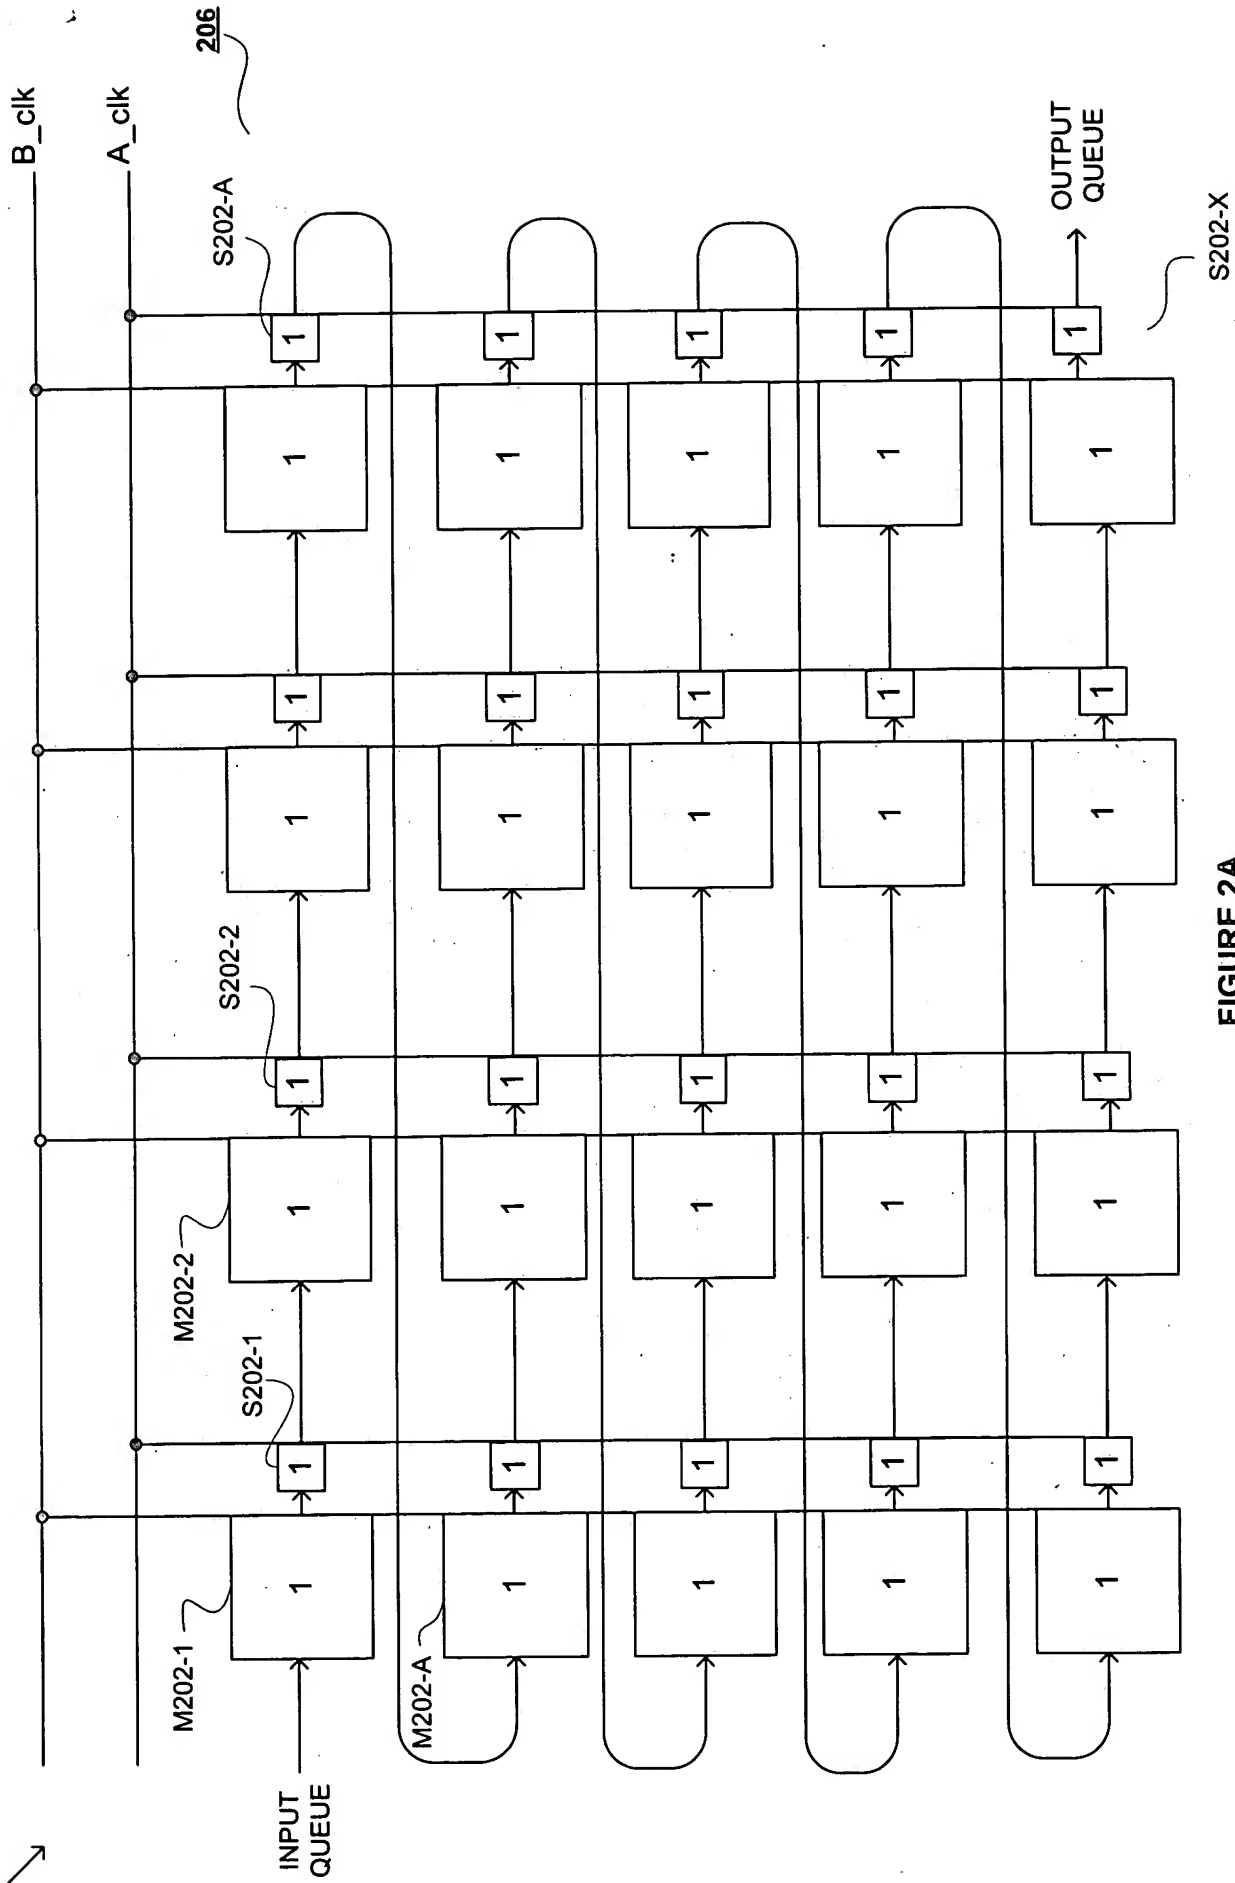 B_clk
A_clk
206
M202-1
M202-2
S202-1
S202-2
S202-A
INPUT
QUEUE
1 1 1 1 1 1 1 1
M202-A
1 1 1 1 1 1 1 1
1 1 1 1 1 1 1 1
1 1 1 1 1 1 1 1
1 1 1 1 1 1 1 1
OUTPUT
QUEUE
S202-X
FIGURE 2A